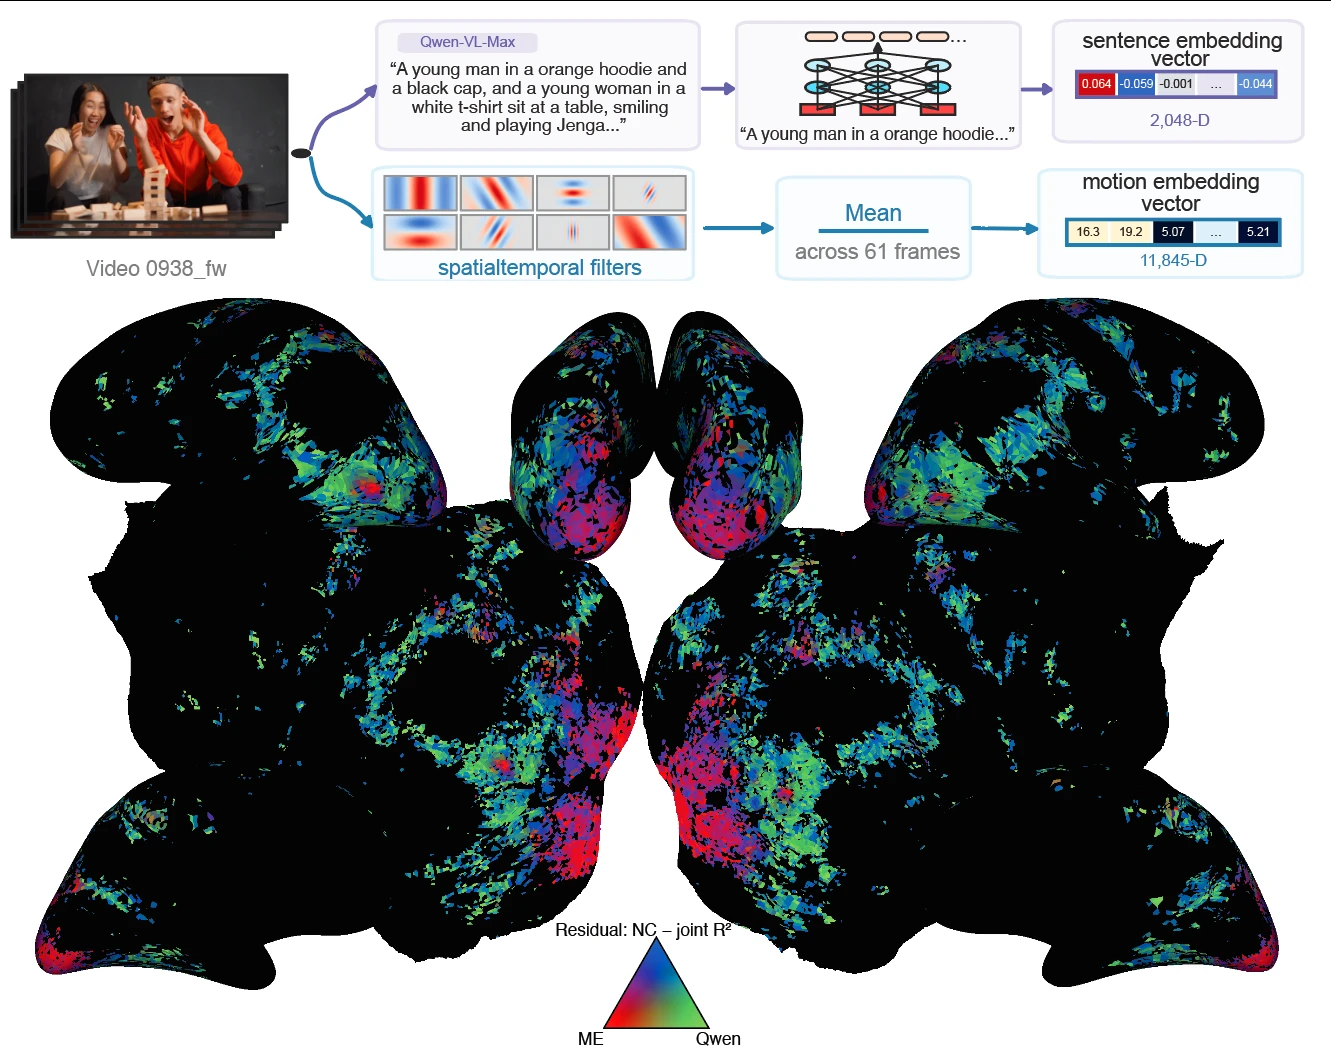 Qwen-VL-Max
“A young man in a orange hoodie and
a black cap, and a young woman in a
white t-shirt sit at a table, smiling
and playing Jenga...”
...
“A young man in a orange hoodie...”
sentence embedding
vector
0.064 -0.059 -0.001 ... -0.044
2,048-D
Video 0938_fw
spatialtemporal filters
Mean
across 61 frames
motion embedding
vector
16.3 19.2 5.07 ... 5.21
11,845-D
Residual: NC – joint R²
ME
Qwen